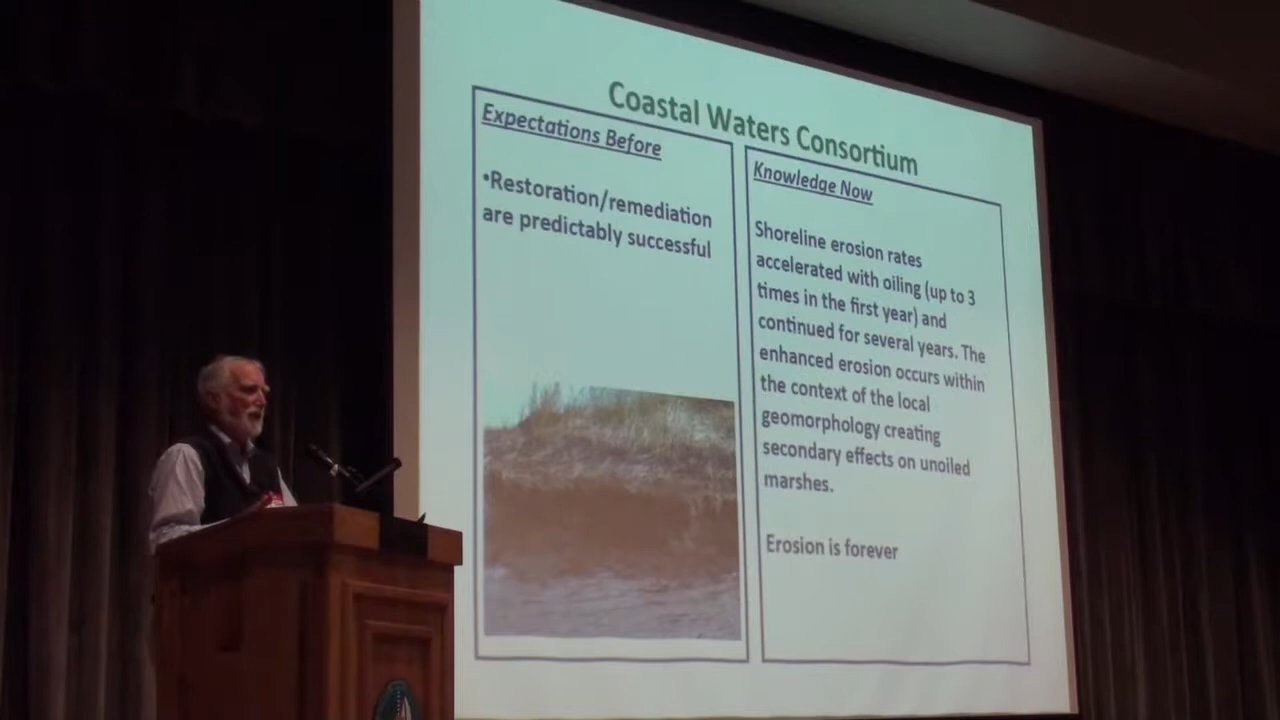 Coastal Waters Consortium
Expectations Before
•Restoration/remediation
are predictably successful
Knowledge Now
Shoreline erosion rates
accelerated with oiling (up to 3
times in the first year) and
continued for several years. The
enhanced erosion occurs within
the context of the local
geomorphology creating
secondary effects on unoiled
marshes.
Erosion is forever